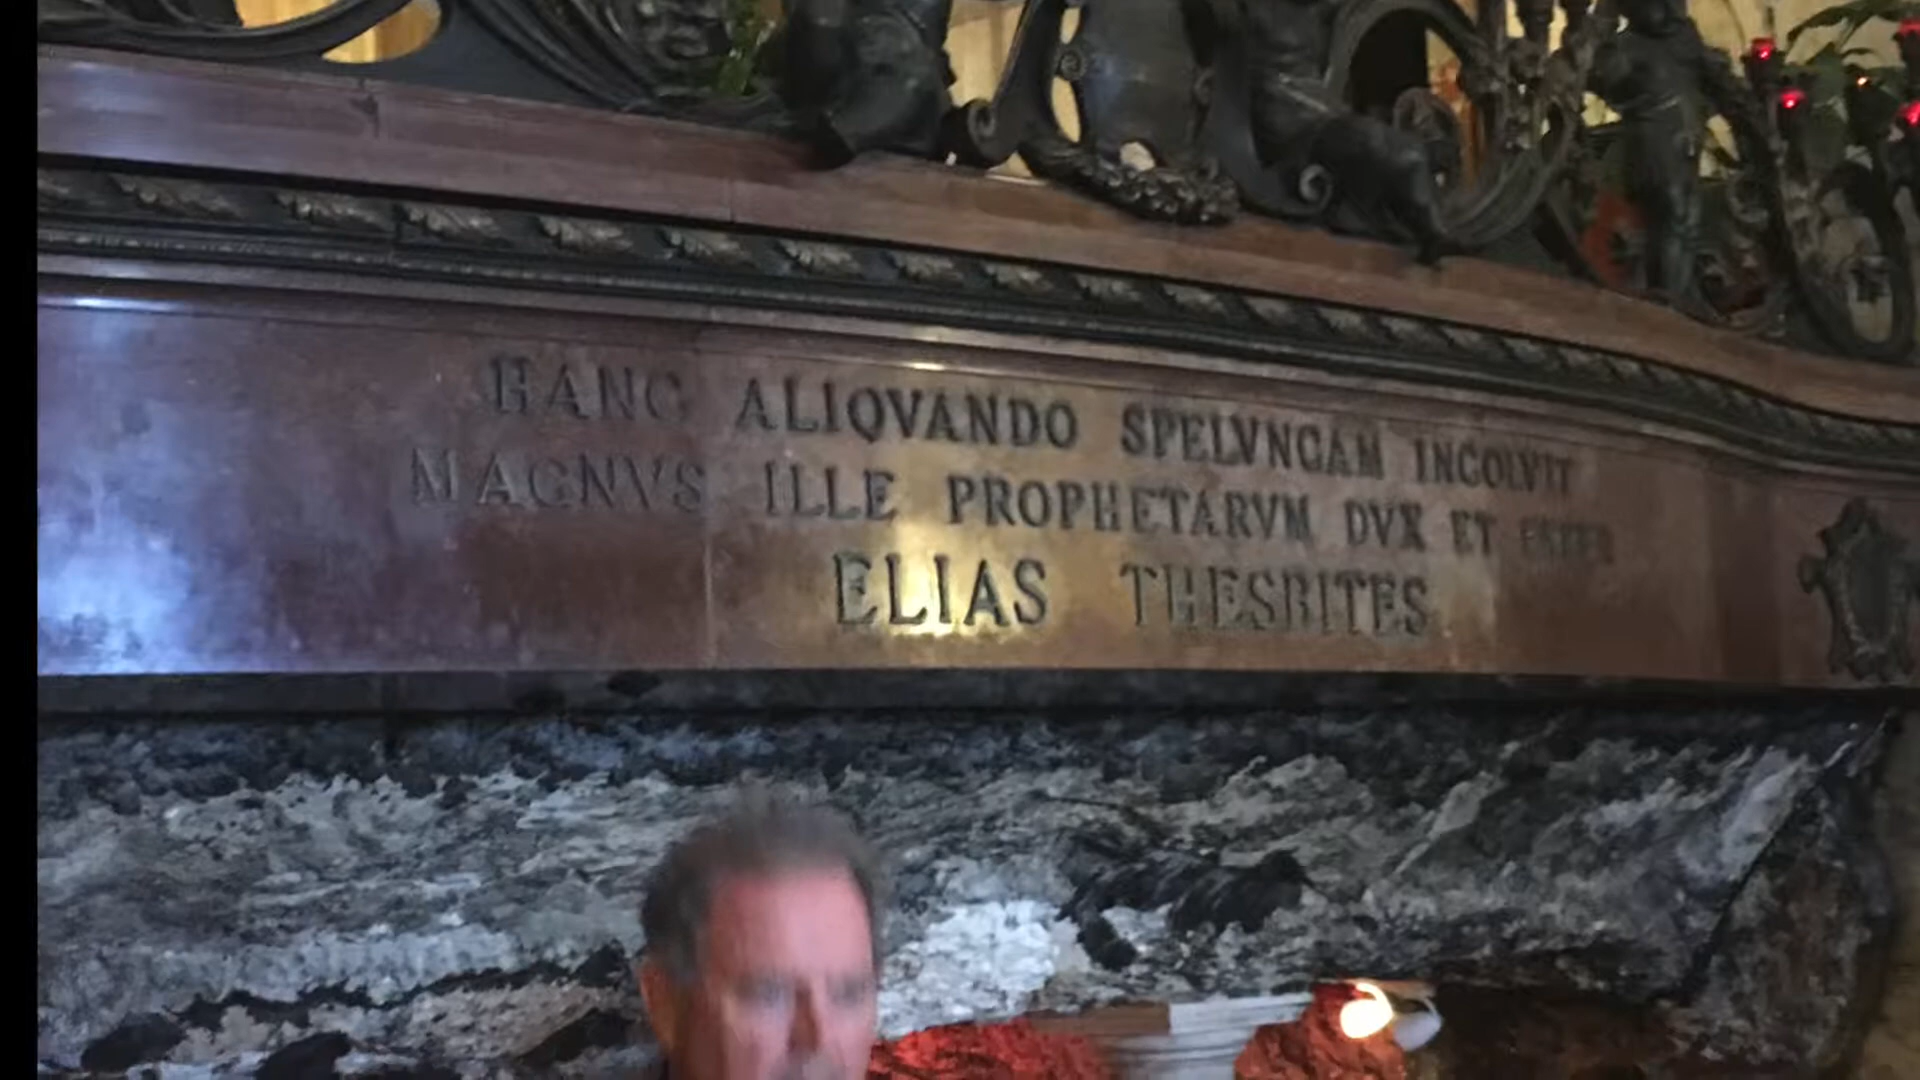 HANC ALIQVANDO SPELVNCAM INCOLVIT
MAGNVS ILLE PROPHETARVM DVX ET
ELIAS THESBITES